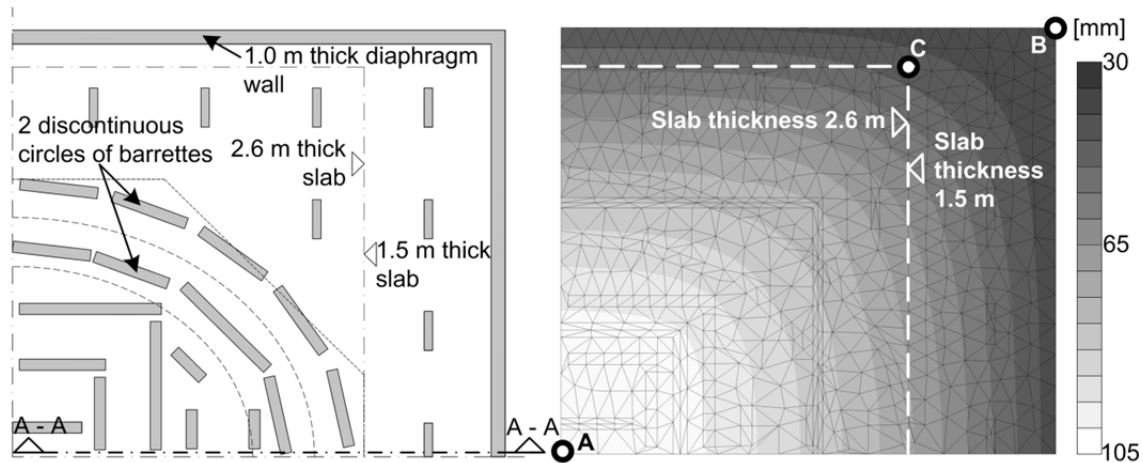 1.0 m thick diaphragm
wall
2 discontinuous
circles of barrettes
2.6 m thick
slab
1.5 m thick
slab
A - A
A - A
A
B
[mm]
C
30
Slab thickness 2.6 m
Slab
thickness
1.5 m
65
105